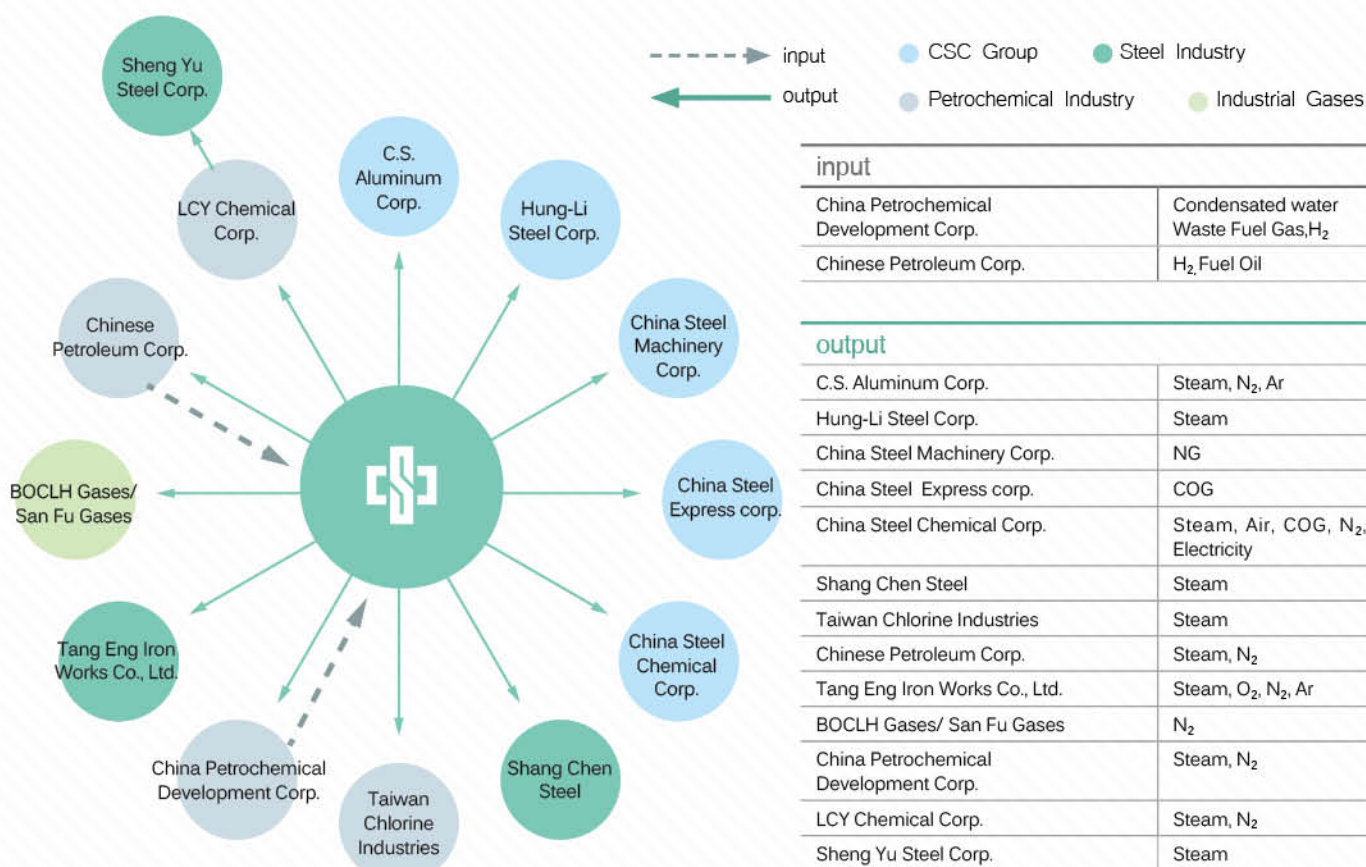 Sheng Yu
Steel Corp.
LCY Chemical
Corp.
C.S.
Aluminum
Corp.
Hung-Li
Steel Corp.
Chinese
Petroleum Corp.
China Steel
Machinery
Corp.
BOCLH Gases/
San Fu Gases
China Steel
Express corp.
Tang Eng Iron
Works Co., Ltd.
China Steel
Chemical
Corp.
China Petrochemical
Development Corp.
Taiwan
Chlorine
Industries
Shang Chen
Steel
input
CSC Group
Steel Industry
output
Petrochemical Industry
Industrial Gases
input
China Petrochemical
Development Corp.
Condensated water
Waste Fuel Gas,H₂
Chinese Petroleum Corp.
H₂,Fuel Oil
output
C.S. Aluminum Corp.
Steam, N₂, Ar
Hung-Li Steel Corp.
Steam
China Steel Machinery Corp.
NG
China Steel Express corp.
COG
China Steel Chemical Corp.
Steam, Air, COG, N₂,
Electricity
Shang Chen Steel
Steam
Taiwan Chlorine Industries
Steam
Chinese Petroleum Corp.
Steam, N₂
Tang Eng Iron Works Co., Ltd.
Steam, O₂, N₂, Ar
BOCLH Gases/ San Fu Gases
N₂
China Petrochemical
Development Corp.
Steam, N₂
LCY Chemical Corp.
Steam, N₂
Sheng Yu Steel Corp.
Steam